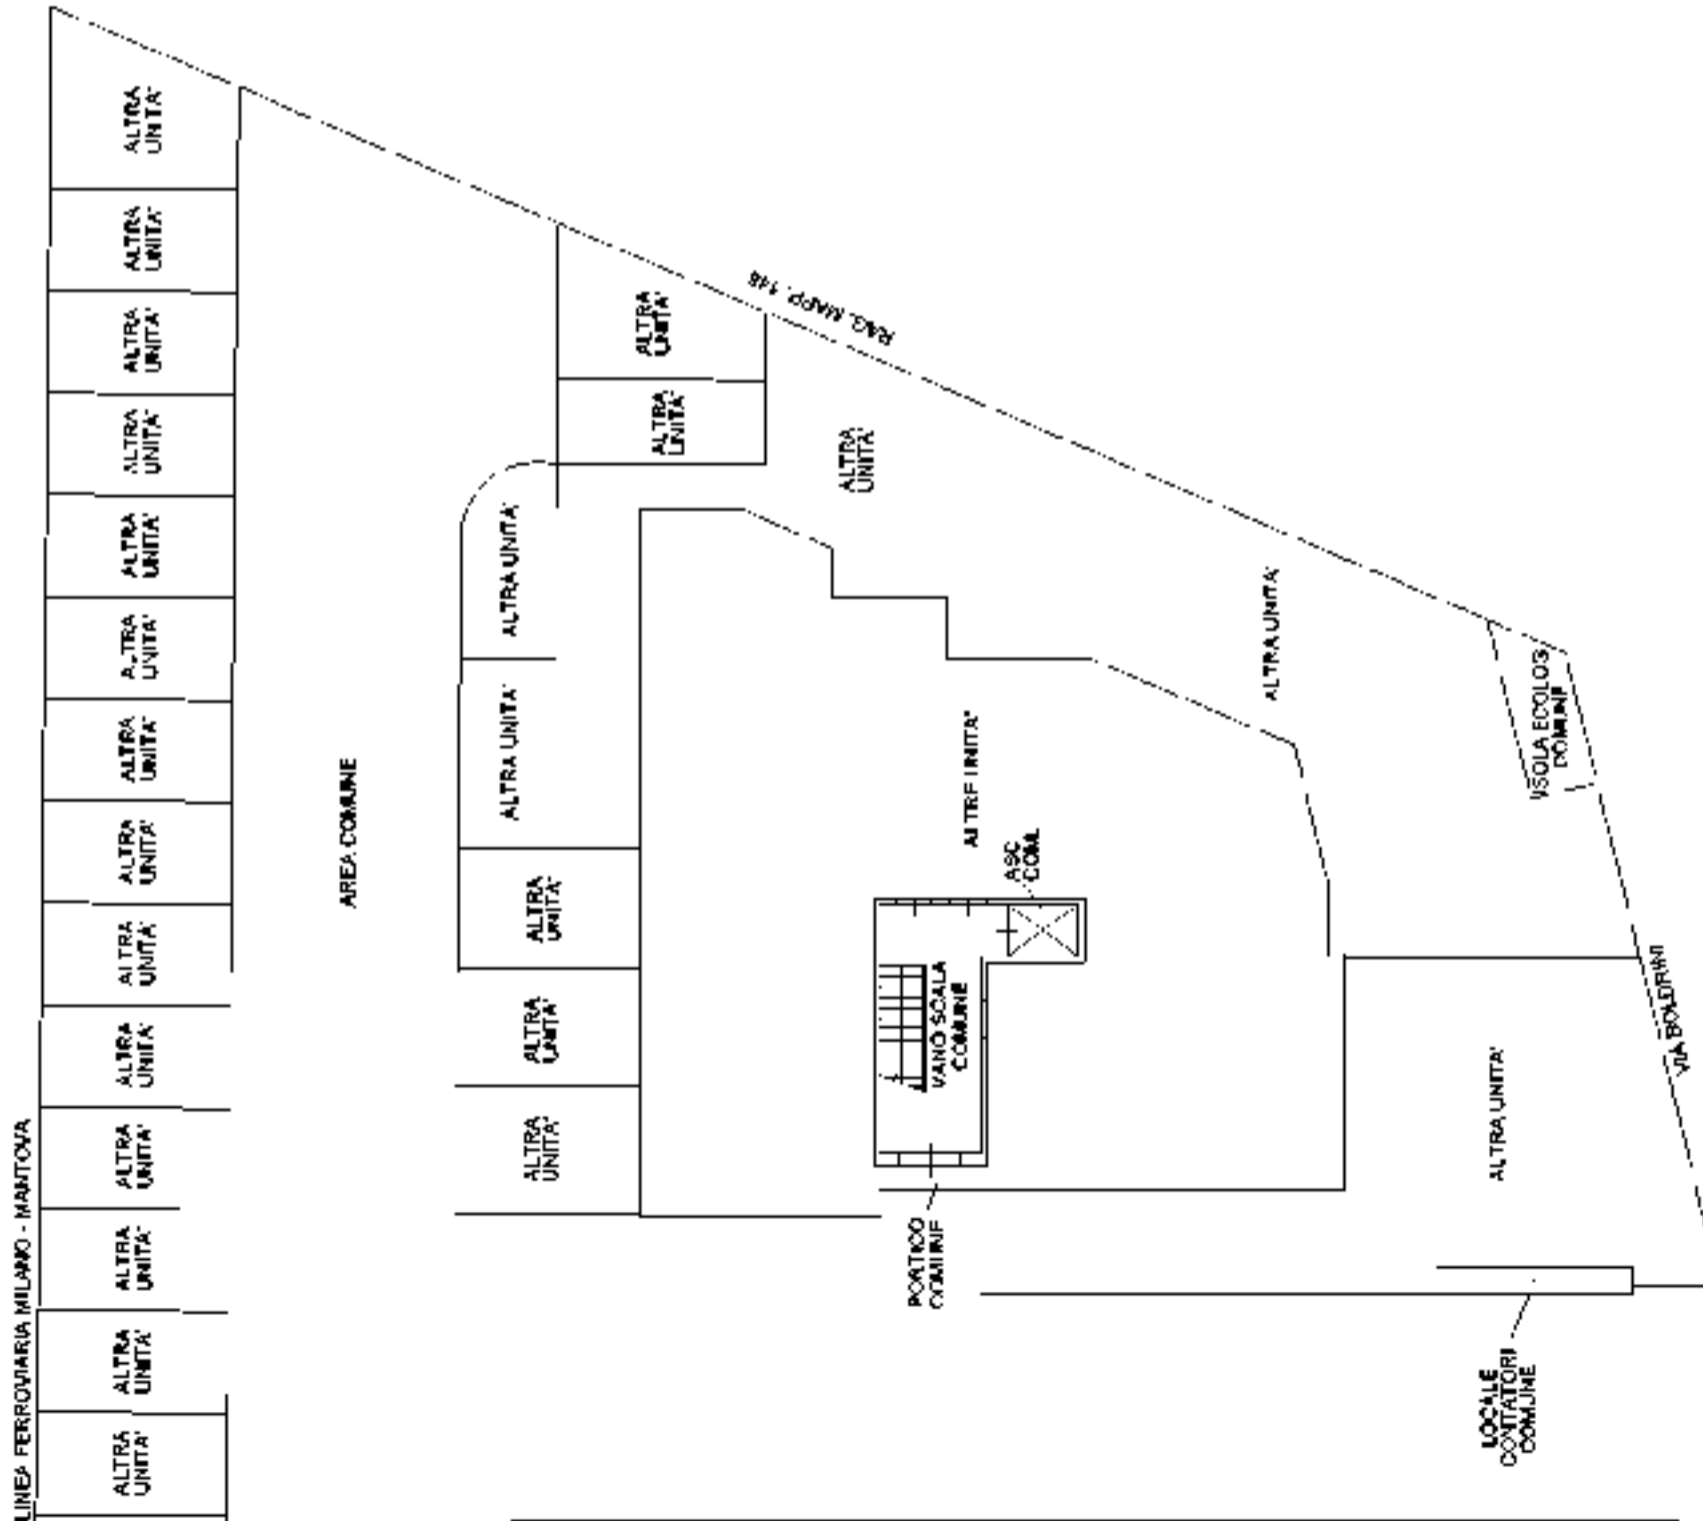 LINEA FERROVIARIA MILANO - MANTOVA
ALTRA
UNITA'
ALTRA
UNITA'
ALTRA
UNITA'
ALTRA
UNITA'
ALTRA
UNITA'
ALTRA
UNITA'
ALTRA
UNITA'
ALTRA
UNITA'
ALTRA
UNITA'
ALTRA
UNITA'
ALTRA
UNITA'
ALTRA
UNITA'
ALTRA
UNITA'
ALTRA
UNITA'
AREA COMUNE
ALTRA
UNITA'
ALTRA
UNITA'
ALTRA
UNITA'
ALTRA UNITA'
ALTRA UNITA'
ALTRA
UNITA'
ALTRA
UNITA'
ALTRA
UNITA'
RAG. MAPP.
ALTRE UNITA'
ASC
COM.
VANO SCALA
COMUNE
PORTICO
COMUNE
ALTRA UNITA'
ISOLA ECOLOG
COMUNE
VIA BOLDRINI
ALTRA UNITA'
LOCALE
CONTATORI
COMUNE